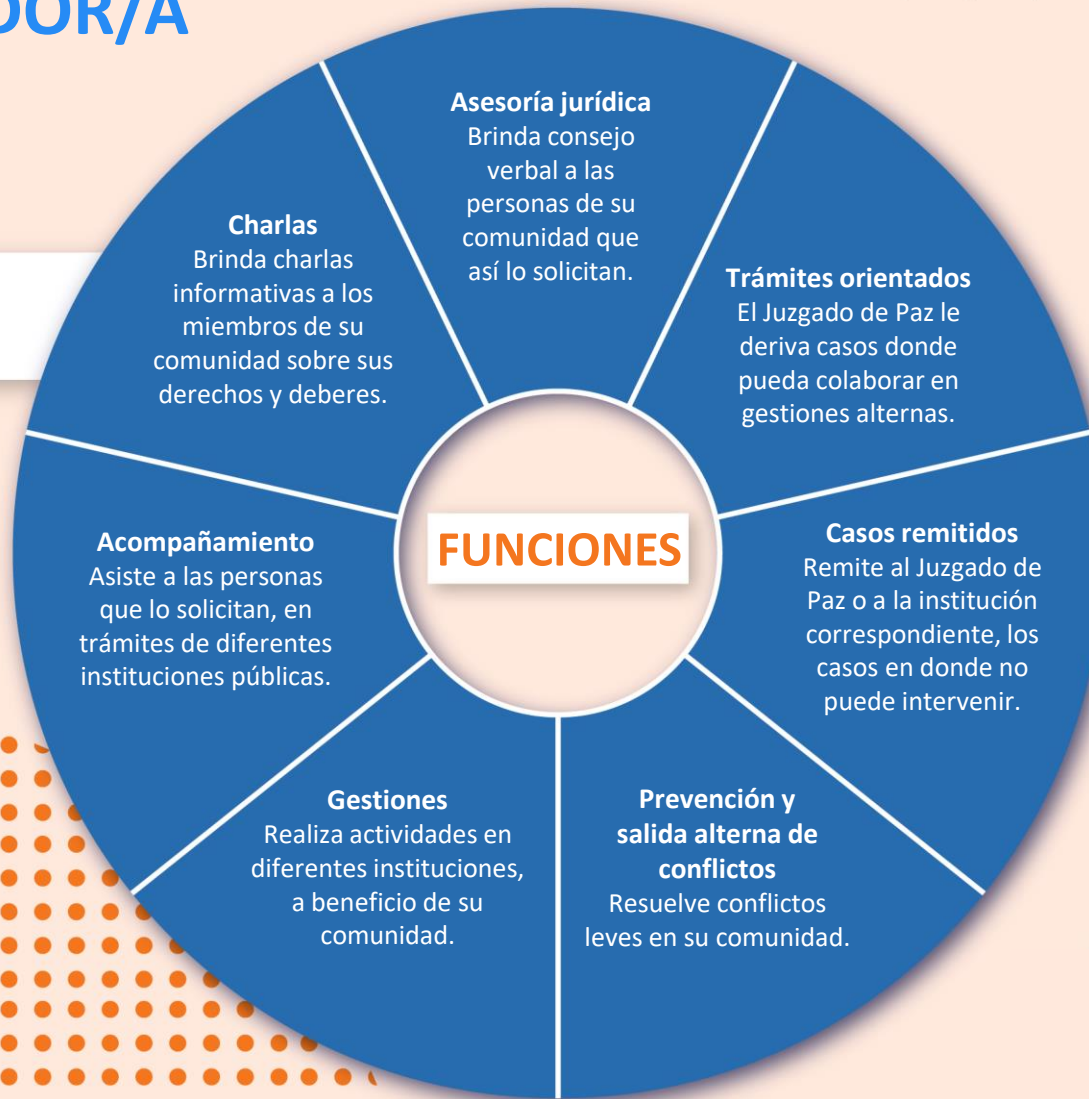 DOR/A
Asesoría jurídica
Brinda consejo
verbal a las
personas de su
comunidad que
así lo solicitan.
Trámites orientados
El Juzgado de Paz le
deriva casos donde
pueda colaborar en
gestiones alternas.
Casos remitidos
Remite al Juzgado de
Paz o a la institución
correspondiente, los
casos en donde no
puede intervenir.
Prevención y
salida alterna de
conflictos
Resuelve conflictos
leves en su comunidad.
Gestiones
Realiza actividades en
diferentes instituciones,
a beneficio de su
comunidad.
Acompañamiento
Asiste a las personas
que lo solicitan, en
trámites de diferentes
instituciones públicas.
Charlas
Brinda charlas
informativas a los
miembros de su
comunidad sobre sus
derechos y deberes.
FUNCIONES